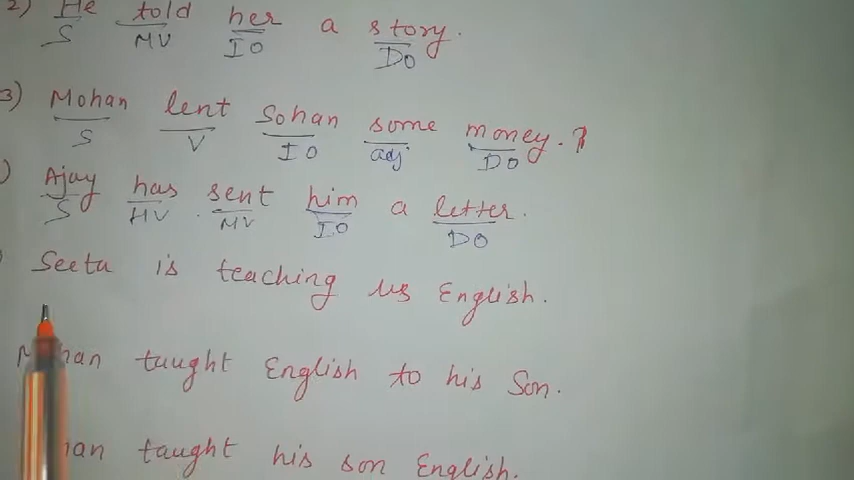 2) He told her a story.
S MV IO DO
3) Mohan lent Sohan some money.
S V IO adj. DO
) Ajay has sent him a letter.
S HV MV IO DO
Seeta is teaching us English.
taught English to his Son.
taught his son English.